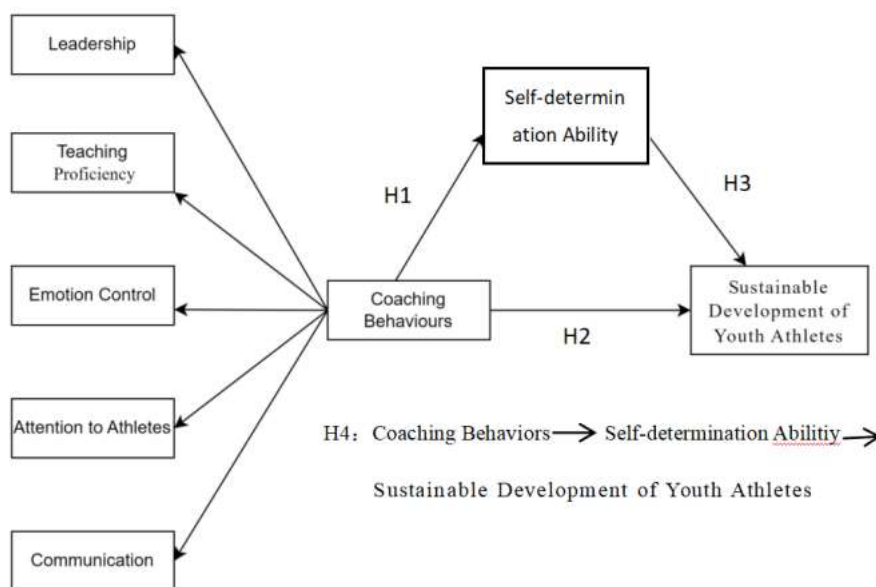 Leadership
Teaching
Proficiency
Emotion Control
Attention to Athletes
Communication
Coaching
Behaviours
H1
Self-determin
ation Ability
H3
H2
Sustainable
Development of
Youth Athletes
H4: Coaching Behaviors → Self-determination Abilitiy →
Sustainable Development of Youth Athletes